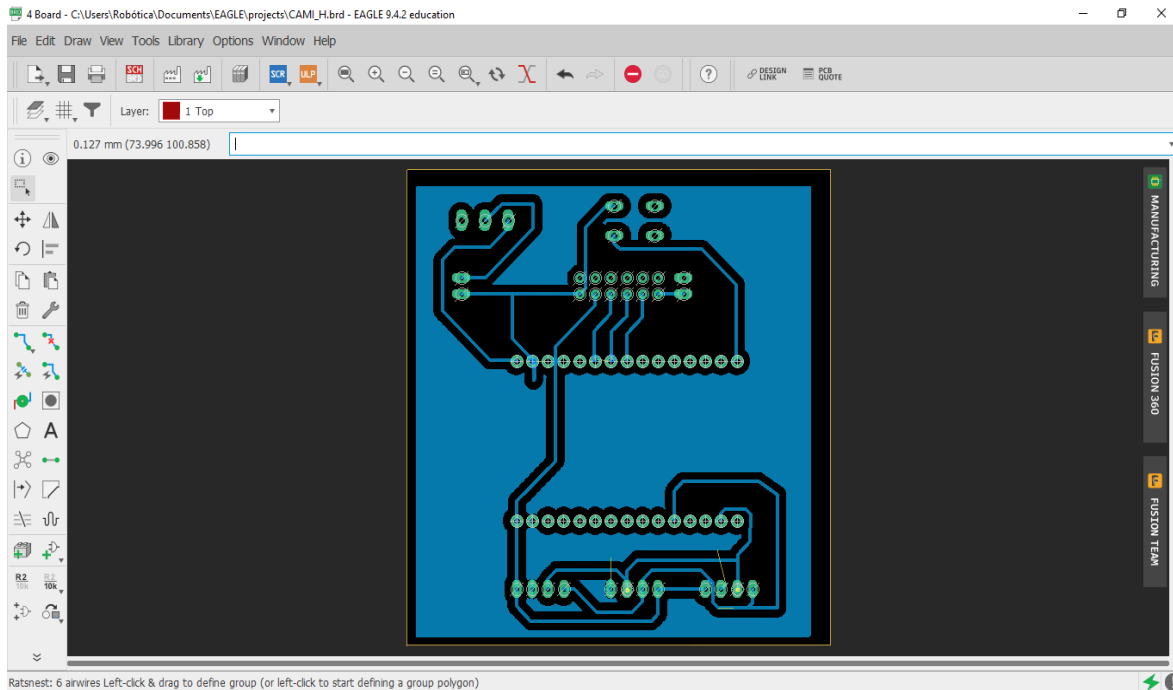 4 Board - C:\Users\Robótica\Documents\EAGLE\projects\CAMI_H.brd - EAGLE 9.4.2 education
File Edit Draw View Tools Library Options Window Help
SCH
BRD
SCR
ULP
DESIGN
LINK
PCB
QUOTE
Layer: 1 Top
0.127 mm (73.996 100.858)
MANUFACTURING
FUSION 360
FUSION TEAM
A
R2
10k
R2
10k
Ratsnest: 6 airwires Left-click & drag to define group (or left-click to start defining a group polygon)